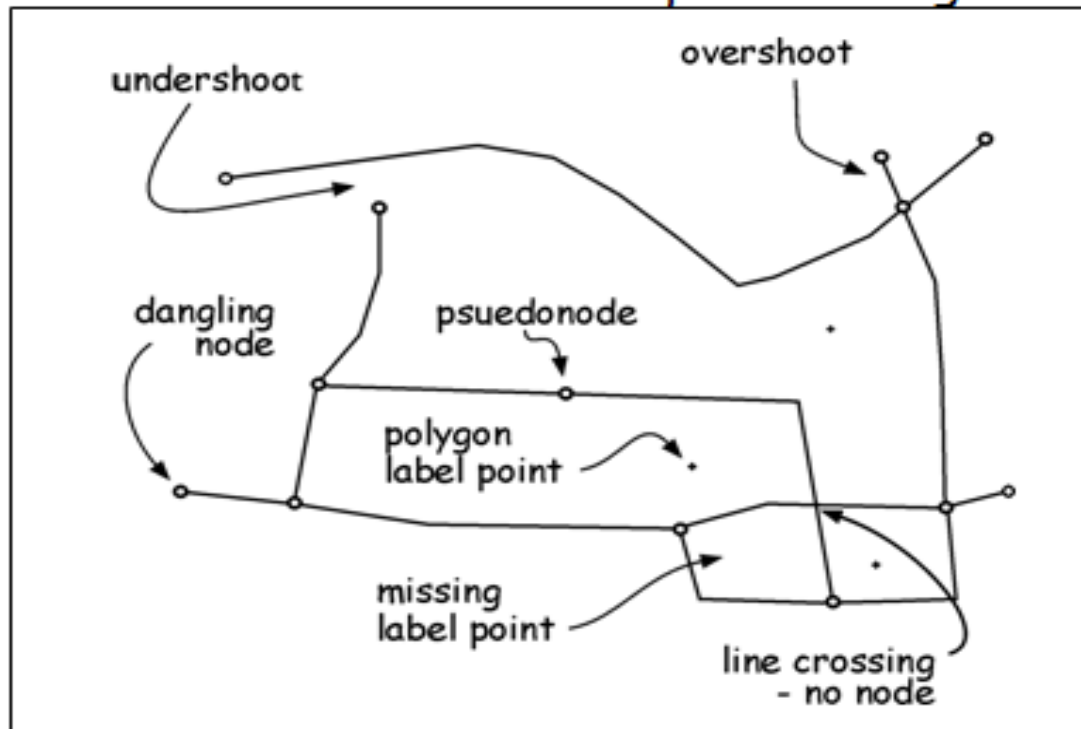 undershoot
overshoot
dangling
node
psuedonode
polygon
label point
missing
label point
line crossing
- no node